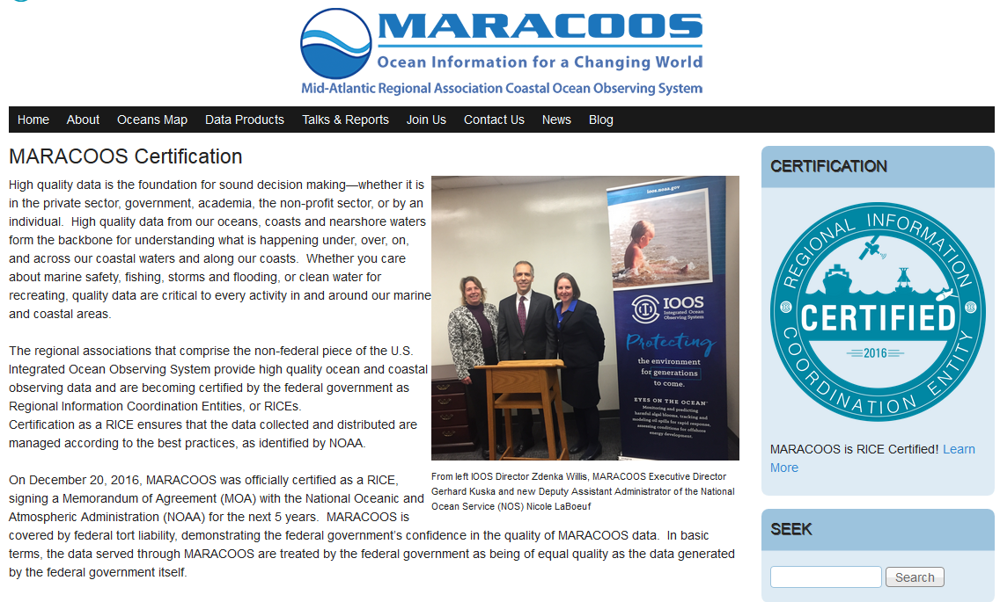 MARACOOS
Ocean Information for a Changing World
Mid-Atlantic Regional Association Coastal Ocean Observing System
Home About Oceans Map Data Products Talks & Reports Join Us Contact Us News Blog
MARACOOS Certification
High quality data is the foundation for sound decision making—whether it is
in the private sector, government, academia, the non-profit sector, or by an
individual.  High quality data from our oceans, coasts and nearshore waters
form the backbone for understanding what is happening under, over, on,
and across our coastal waters and along our coasts.  Whether you care
about marine safety, fishing, storms and flooding, or clean water for
recreating, quality data are critical to every activity in and around our marine
and coastal areas.
The regional associations that comprise the non-federal piece of the U.S.
Integrated Ocean Observing System provide high quality ocean and coastal
observing data and are becoming certified by the federal government as
Regional Information Coordination Entities, or RICEs.
Certification as a RICE ensures that the data collected and distributed are
managed according to the best practices, as identified by NOAA.
On December 20, 2016, MARACOOS was officially certified as a RICE,
signing a Memorandum of Agreement (MOA) with the National Oceanic and
Atmospheric Administration (NOAA) for the next 5 years.  MARACOOS is
covered by federal tort liability, demonstrating the federal government's confidence in the quality of MARACOOS data.  In basic
terms, the data served through MARACOOS are treated by the federal government as being of equal quality as the data generated
by the federal government itself.
ioos.noaa.gov
IOOS
Integrated Ocean
Observing System
Protecting
the environment
for generations
to come.
EYES ON THE OCEAN™
Monitoring and predicting
harmful algal blooms, tracking and
modeling oil spills for rapid response,
assessing conditions for offshore
energy development.
From left IOOS Director Zdenka Willis, MARACOOS Executive Director
Gerhard Kuska and new Deputy Assistant Administrator of the National
Ocean Service (NOS) Nicole LaBoeuf
CERTIFICATION
REGIONAL INFORMATION
CERTIFIED
2016
COORDINATION ENTITY
MARACOOS is RICE Certified! Learn
More
SEEK
Search